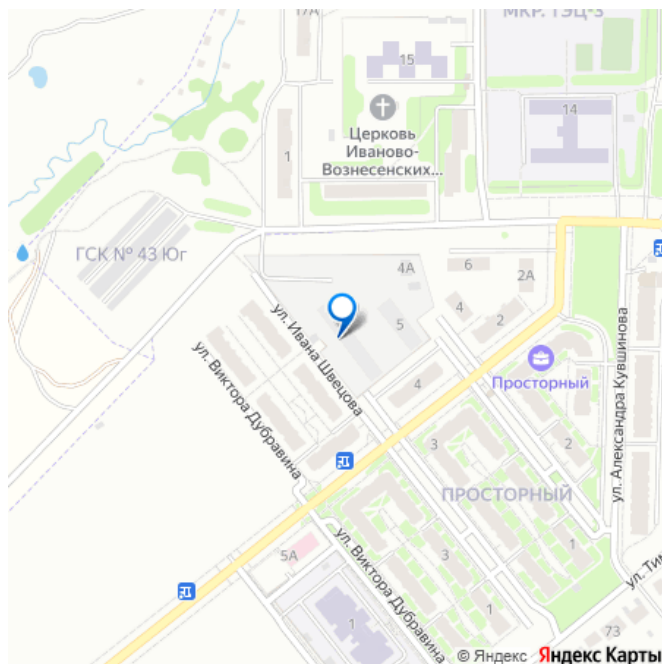 МКР. ТЭЦ-3
17А
15
14
Церковь
Иваново-
Вознесенских...
1
ГСК № 43 Юг
4А
6
2А
5
4
2
ул. Ивана Швецова
ул. Виктора Дубравина
ул. Александра Кувшинова
Просторный
4
3
2
ПРОСТОРНЫЙ
5А
ул. Виктора Дубравина
3
1
1
1
ул. Тим
73
© Яндекс Яндекс Карты